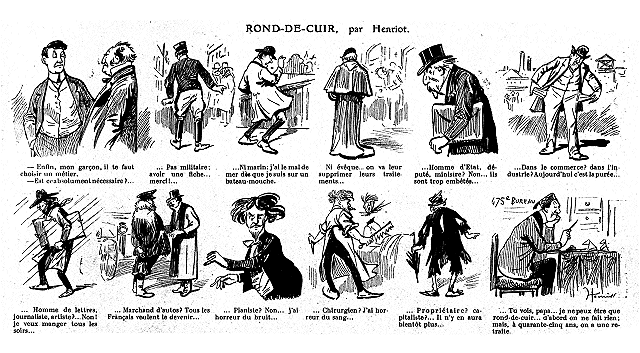 ROND-DE-CUIR, par Henriot.
— Enfin, mon garçon, il te faut
choisir un métier.
— Est-ce absolument nécessaire?...
... Pas militaire:
avoir une fiche...
merci!...
... Ni marin: j'ai le mal de
mer dès que je suis sur un
bateau-mouche.
Ni évêque... on va leur
supprimer leurs traite-
ments...
...Homme d'État, dé-
puté, ministre? Non... ils
sont trop embêtés...
...Dans le commerce? dans l'in-
dustrie? Aujourd'hui c'est la purée...
... Homme de lettres,
journaliste, artiste?... Non!
je veux manger tous les
soirs...
... Marchand d'autos? Tous les
Français veulent le devenir...
... Pianiste? Non... j'ai
horreur du bruit...
... Chirurgien? J'ai hor-
reur du sang...
... Propriétaire? ca-
pitaliste?... Il n'y en aura
bientôt plus...
475e BUREAU
Henriot
... Tu vois, papa... je ne peux être que
rond-de-cuir... d'abord on ne fait rien;
mais, à quarante-cinq ans, on a une re-
traite.